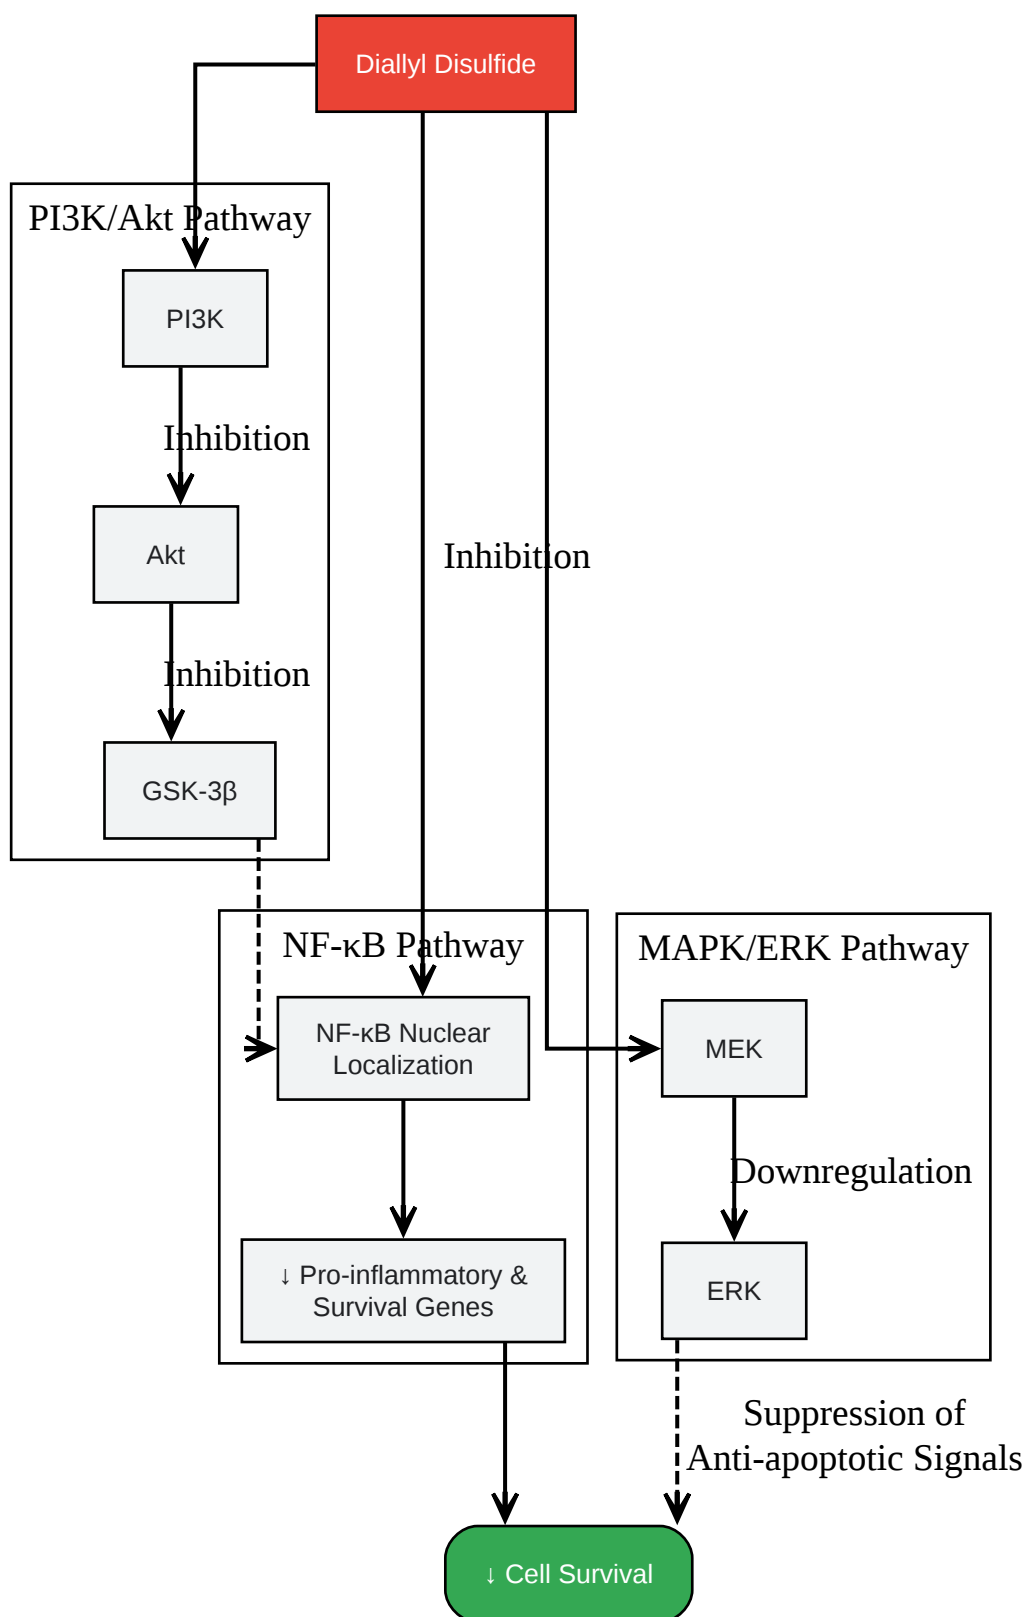 Diallyl Disulfide
PI3K/Akt Pathway
PI3K
Inhibition
Akt
Inhibition
Inhibition
GSK-3β
NF-κB Pathway
MAPK/ERK Pathway
NF-κB Nuclear
Localization
MEK
Downregulation
↓ Pro-inflammatory &
Survival Genes
ERK
Suppression of
Anti-apoptotic Signals
↓ Cell Survival